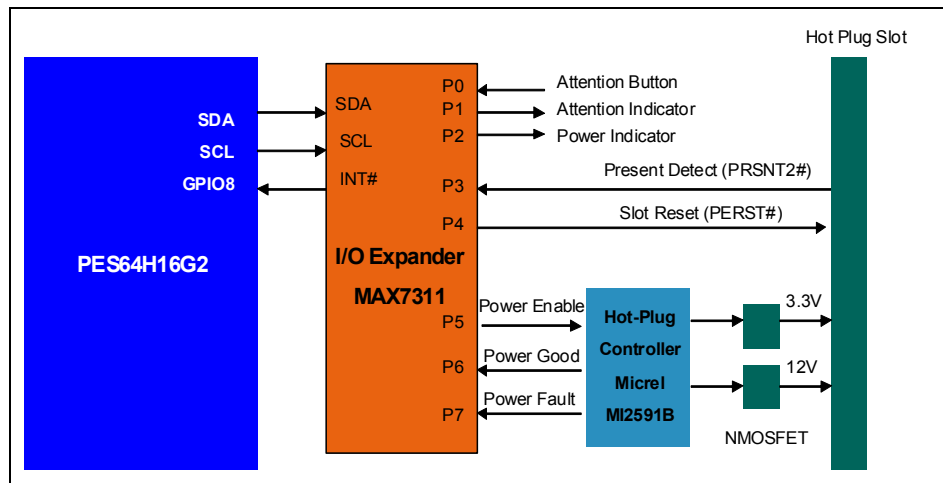 Hot Plug Slot
PES64H16G2
SDA
SCL
GPIO8
SDA
SCL
INT#
I/O Expander
MAX7311
P0
P1
P2
P3
P4
P5
P6
P7
Attention Button
Attention Indicator
Power Indicator
Present Detect (PRSNT2#)
Slot Reset (PERST#)
Power Enable
Power Good
Power Fault
Hot-Plug
Controller
Micrel
MI2591B
3.3V
12V
NMOSFET